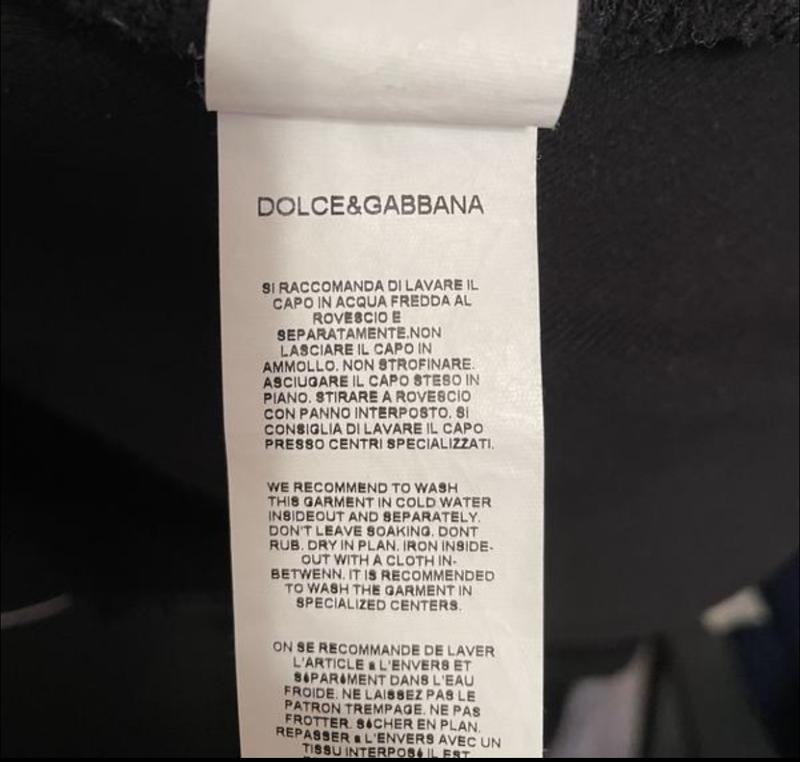 DOLCE&GABBANA
SI RACCOMANDA DI LAVARE IL
CAPO IN ACQUA FREDDA AL
ROVESCIO E
SEPARATAMENTE.NON
LASCIARE IL CAPO IN
AMMOLLO. NON STROFINARE.
ASCIUGARE IL CAPO STESO IN
PIANO. STIRARE A ROVESCIO
CON PANNO INTERPOSTO. SI
CONSIGLIA DI LAVARE IL CAPO
PRESSO CENTRI SPECIALIZZATI.
WE RECOMMEND TO WASH
THIS GARMENT IN COLD WATER
INSIDEOUT AND SEPARATELY.
DON'T LEAVE SOAKING. DONT
RUB. DRY IN PLAN. IRON INSIDE-
OUT WITH A CLOTH IN-
BETWENN. IT IS RECOMMENDED
TO WASH THE GARMENT IN
SPECIALIZED CENTERS.
ON SE RECOMMANDE DE LAVER
L'ARTICLE à L'ENVERS ET
SéPARéMENT DANS L'EAU
FROIDE. NE LAISSEZ PAS LE
PATRON TREMPAGE. NE PAS
FROTTER. SéCHER EN PLAN.
REPASSER à L'ENVERS AVEC UN
TISSU INTERPOSé IL EST